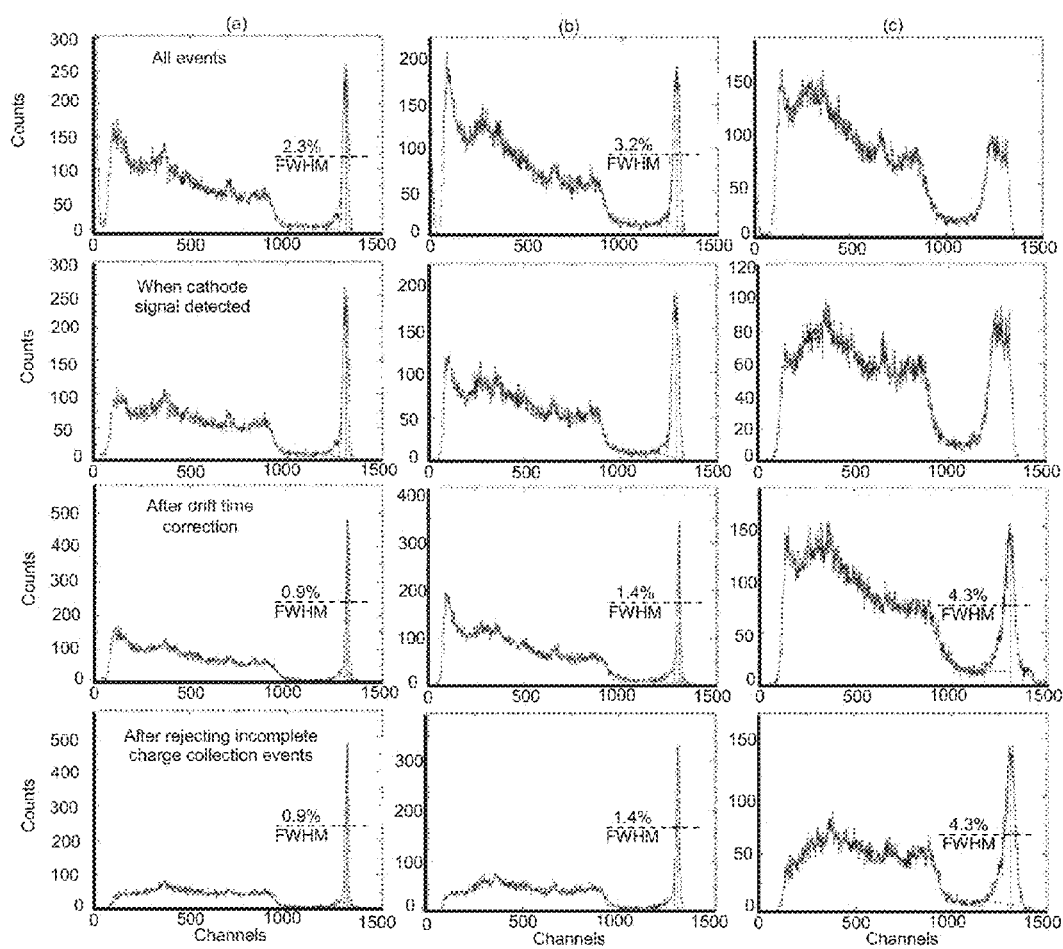 (a) (b) (c)
300 250 200 150 100 50 0
Counts
All events
2.3%
FWHM
0 500 1000 1500
200 150 100 50 0
3.2%
FWHM
0 500 1000 1500
150 100 50 0
0 500 1000 1500
300 250 200 150 100 50 0
Counts
When cathode
signal detected
0 500 1000 1500
200 150 100 50 0
0 500 1000 1500
120 100 80 60 40 20 0
0 500 1000 1500
500 400 300 200 100 0
Counts
After drift time
correction
0.9%
FWHM
0 500 1000 1500
400 300 200 100 0
1.4%
FWHM
0 500 1000 1500
150 100 50 0
4.3%
FWHM
0 500 1000 1500
500 400 300 200 100 0
Counts
After rejecting incomplete
charge collection events
0.9%
FWHM
0 500 1000 1500
Channels
300 200 100 0
1.4%
FWHM
0 500 1000 1500
Channels
150 100 50 0
4.3%
FWHM
0 500 1000 1500
Channels